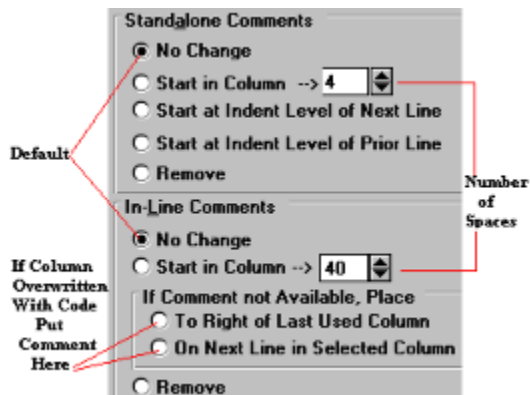 Standalone Comments
No Change
Start in Column --> 4
Start at Indent Level of Next Line
Start at Indent Level of Prior Line
Remove
Default
Number
of
Spaces
In-Line Comments
No Change
Start in Column --> 40
If Comment not Available, Place
To Right of Last Used Column
On Next Line in Selected Column
Remove
If Column
Overwritten
With Code
Put
Comment
Here